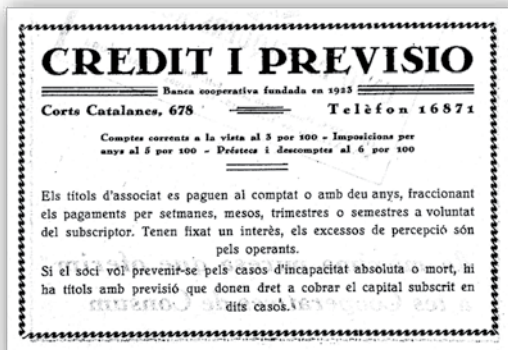 CREDIT I PREVISIO
Banca cooperativa fundada en 1923
Corts Catalanes, 678 Telèfon 16871
Comptes corrents a la vista al 3 por 100 - Imposicions per
anys al 5 por 100 - Préstecs i descomptes al 6 por 100
Els títols d'associat es paguen al comptat o amb deu anys, fraccionant
els pagaments per setmanes, mesos, trimestres o semestres a voluntat
del subscriptor. Tenen fixat un interès, els excessos de percepció són
pels operants.
Si el soci vol prevenir-se pels casos d'incapacitat absoluta o mort, hi
ha títols amb previsió que donen dret a cobrar el capital subscrit en
dits casos.